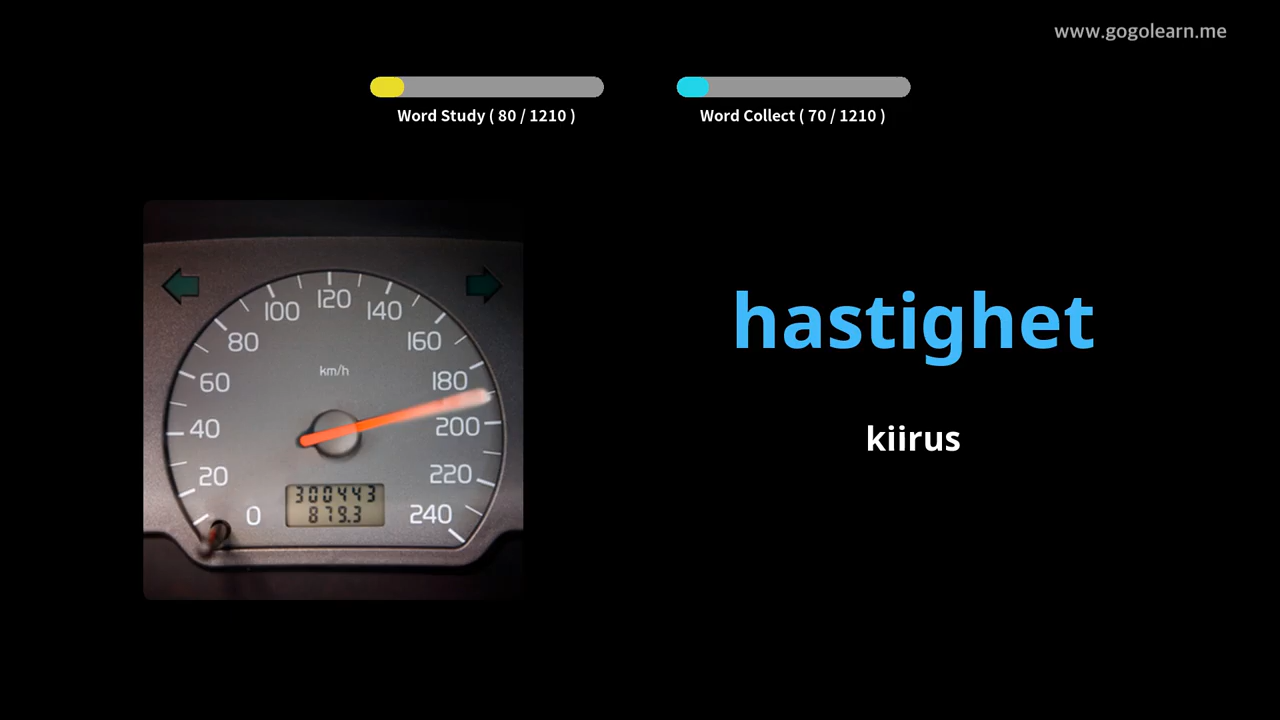 www.gogolearn.me
Word Study ( 80 / 1210 )
Word Collect ( 70 / 1210 )
120
100
140
80
160
km/h
60
180
40
200
20
220
300443
0
240
879.3
hastighet
kiirus